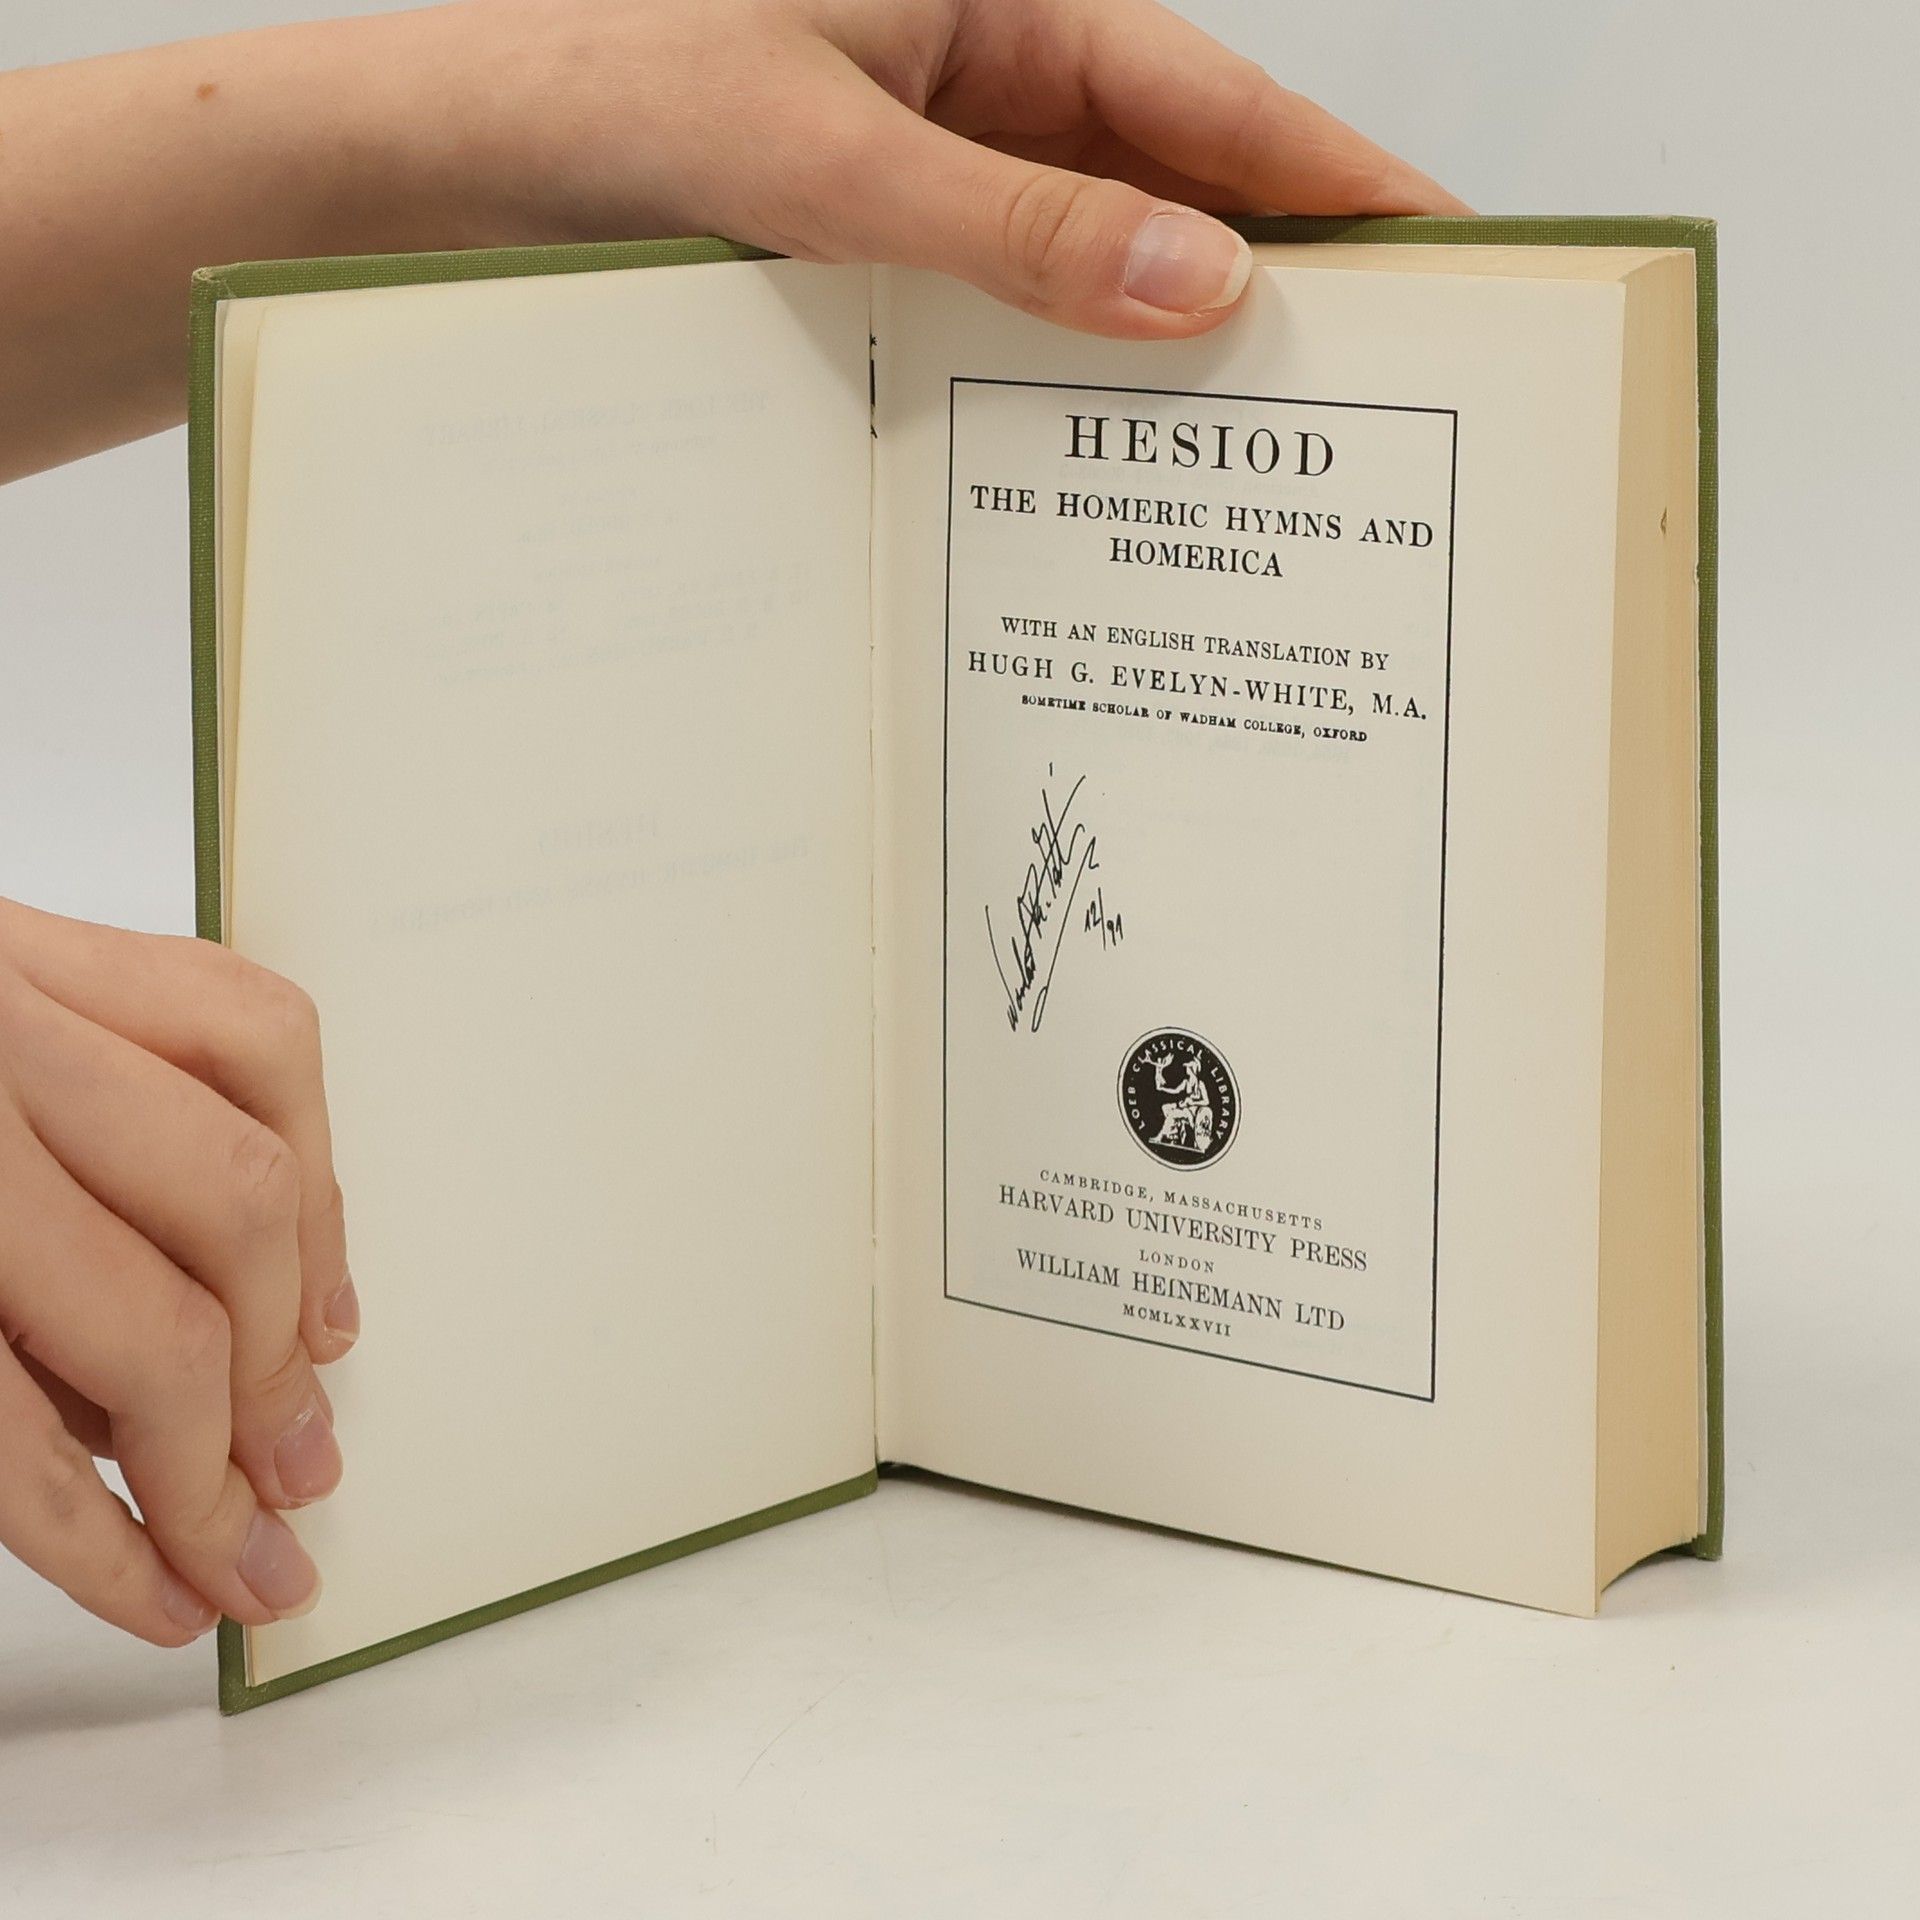 HESIOD
THE HOMERIC HYMNS AND
HOMERICA
WITH AN ENGLISH TRANSLATION BY
HUGH G. EVELYN-WHITE, M.A.
SOMETIME SCHOLAR OF WADHAM COLLEGE, OXFORD
12/91
LOEB · CLASSICAL · LIBRARY
CAMBRIDGE, MASSACHUSETTS
HARVARD UNIVERSITY PRESS
LONDON
WILLIAM HEINEMANN LTD
MCMLXXVII